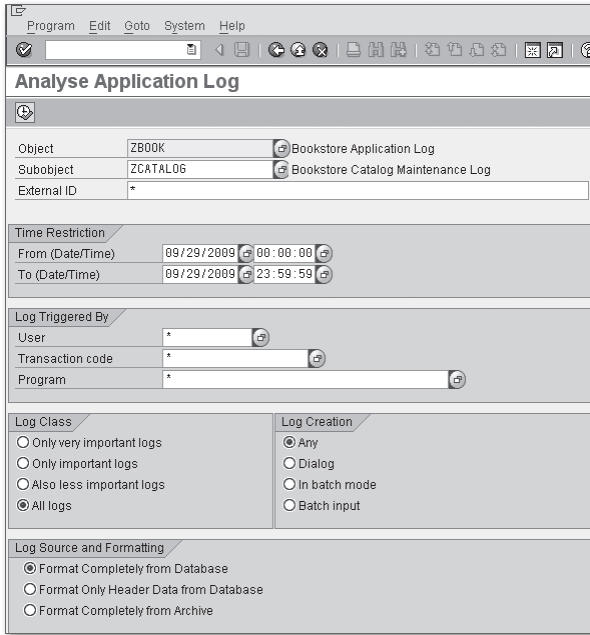 Program Edit Goto System Help
Analyse Application Log
Object ZBOOK Bookstore Application Log
Subobject ZCATALOG Bookstore Catalog Maintenance Log
External ID *
Time Restriction
From (Date/Time) 09/29/2009 00:00:00
To (Date/Time) 09/29/2009 23:59:59
Log Triggered By
User *
Transaction code *
Program *
Log Class
Only very important logs
Only important logs
Also less important logs
All logs
Log Creation
Any
Dialog
In batch mode
Batch input
Log Source and Formatting
Format Completely from Database
Format Only Header Data from Database
Format Completely from Archive